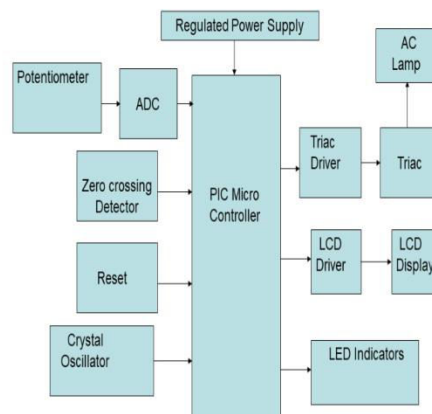 Regulated Power Supply
AC
Lamp
Potentiometer
ADC
Triac
Driver
Triac
Zero crossing
Detector
PIC Micro
Controller
LCD
Driver
LCD
Display
Reset
Crystal
Oscillator
LED Indicators